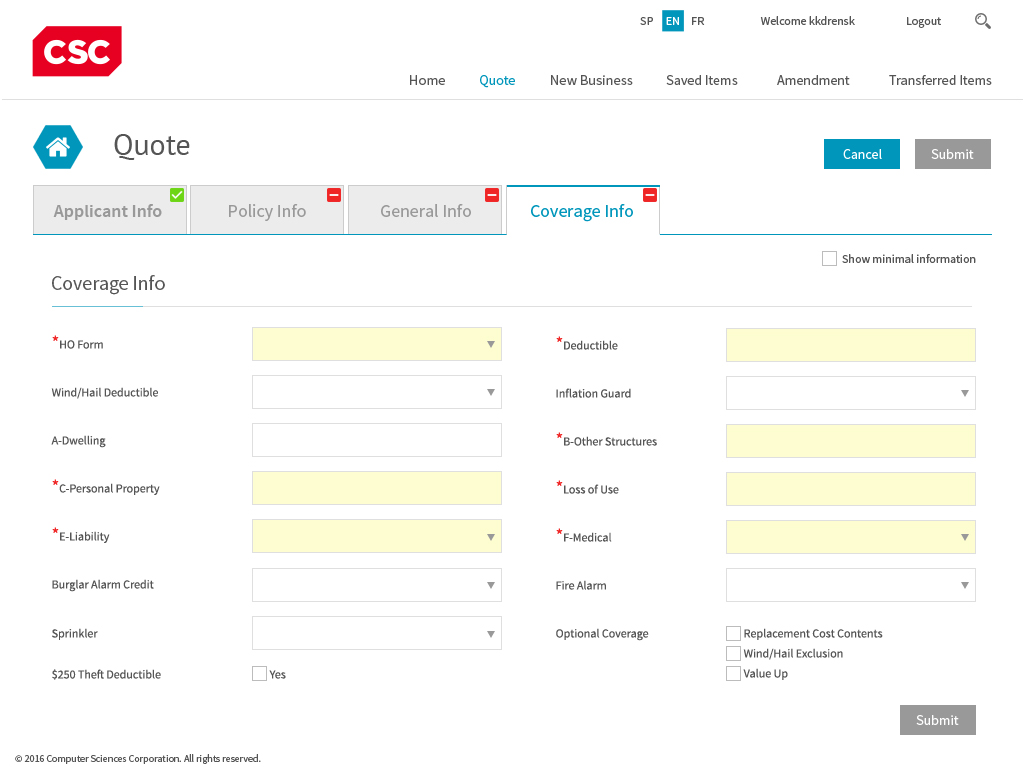 SP EN FR Welcome kkdrensk Logout
CSC
Home Quote New Business Saved Items Amendment Transferred Items
Quote
Cancel Submit
Applicant Info Policy Info General Info Coverage Info
Show minimal information
Coverage Info
*HO Form *Deductible
Wind/Hail Deductible Inflation Guard
A-Dwelling *B-Other Structures
*C-Personal Property *Loss of Use
*E-Liability *F-Medical
Burglar Alarm Credit Fire Alarm
Sprinkler Optional Coverage Replacement Cost Contents
Wind/Hail Exclusion
$250 Theft Deductible Yes Value Up
Submit
© 2016 Computer Sciences Corporation. All rights reserved.